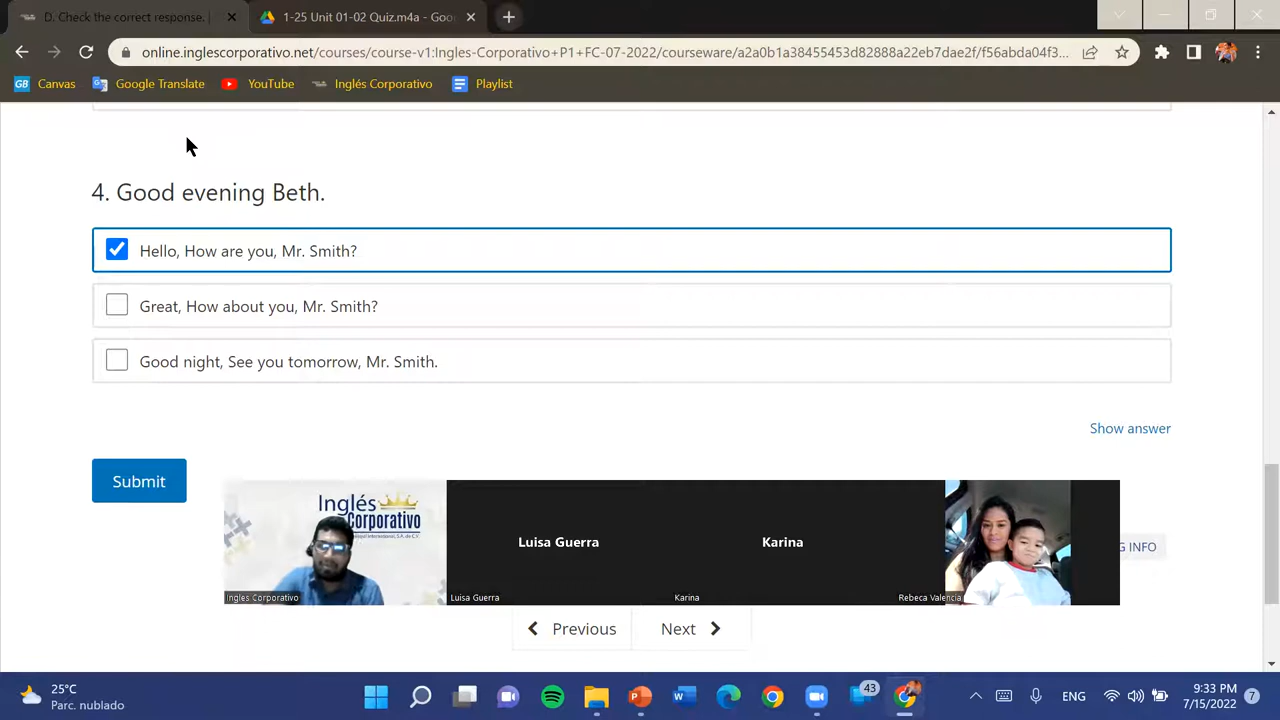 D. Check the correct response.
1-25 Unit 01-02 Quiz.m4a - Goo
online.inglescorporativo.net/courses/course-v1:Ingles-Corporativo+P1+FC-07-2022/courseware/a2a0b1a38455453d82888a22eb7dae2f/f56abda04f3...
GB Canvas
Google Translate
YouTube
Inglés Corporativo
Playlist
4. Good evening Beth.
Hello, How are you, Mr. Smith?
Great, How about you, Mr. Smith?
Good night, See you tomorrow, Mr. Smith.
Show answer
Submit
Inglés
Corporativo
Luisa Guerra
Karina
G INFO
Ingles Corporativo
Luisa Guerra
Karina
Rebeca Valencia
Previous
Next
25°C
Parc. nublado
43
ENG
9:33 PM
7/15/2022
7